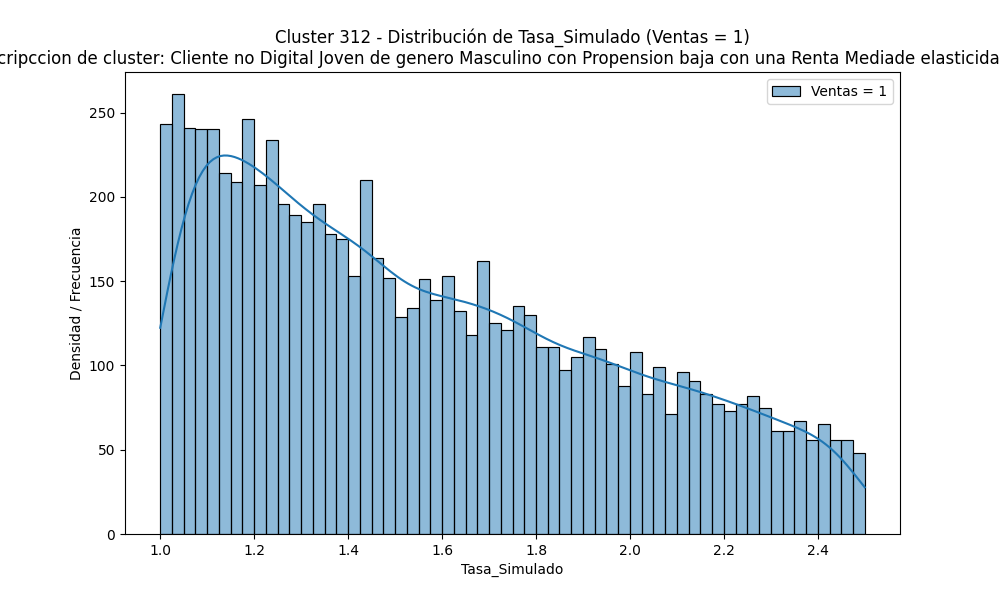 Cluster 312 - Distribución de Tasa_Simulado (Ventas = 1)
cripccion de cluster: Cliente no Digital Joven de genero Masculino con Propension baja con una Renta Mediade elasticida
Ventas = 1
250
200
150
100
50
0
Densidad / Frecuencia
1.0 1.2 1.4 1.6 1.8 2.0 2.2 2.4
Tasa_Simulado